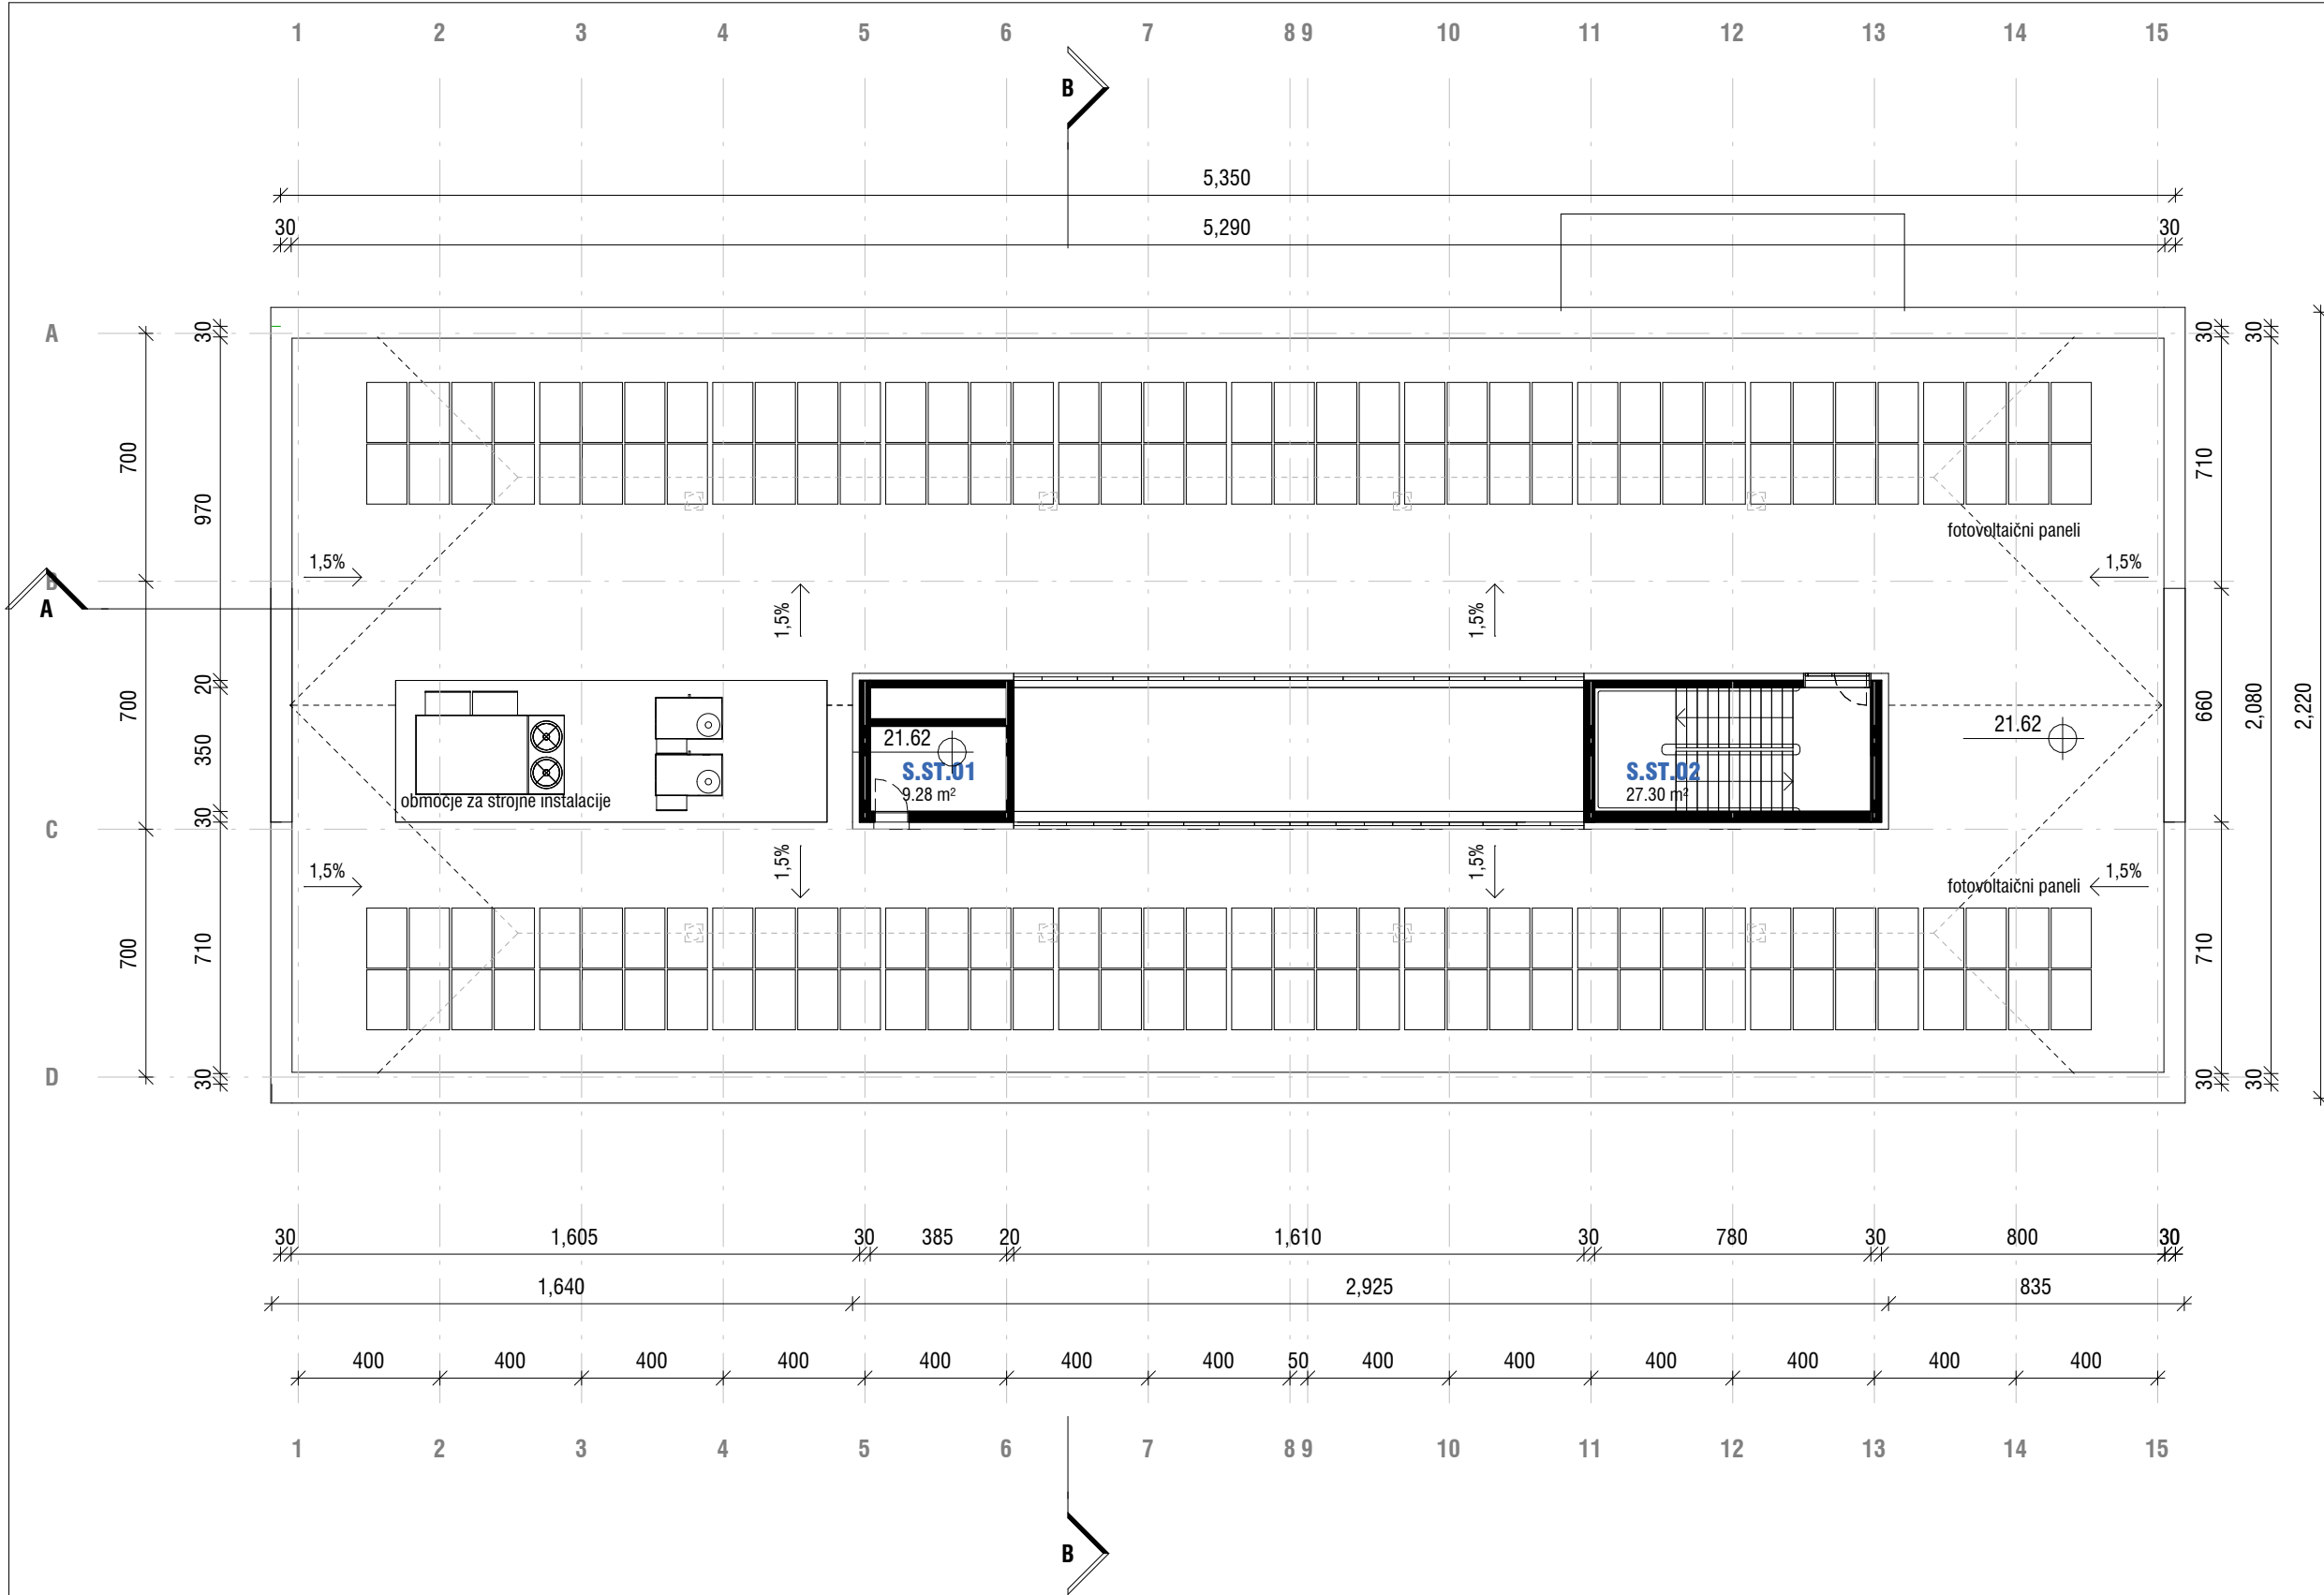 1 2 3 4 5 6 7 8 9 10 11 12 13 14 15
B
5,350
30 5,290 30
A
30
700
970
B
A
700
20
350
30
C
700
710
D
30
30
710
660
710
30
30
2,080
30
2,220
fotovoltaični paneli
1,5%
1,5%
1,5%
1,5%
21.62
S.ST.01
9.28 m²
S.ST.02
27.30 m²
21.62
območje za strojne instalacije
1,5%
1,5%
1,5%
fotovoltaični paneli
1,5%
30 1,605 30 385 20 1,610 30 780 30 800 30
1,640 2,925 835
400 400 400 400 400 400 400 50 400 400 400 400 400 400
1 2 3 4 5 6 7 8 9 10 11 12 13 14 15
B